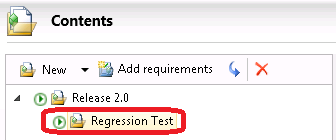 Contents
New Add requirements
Release 2.0
Regression Test